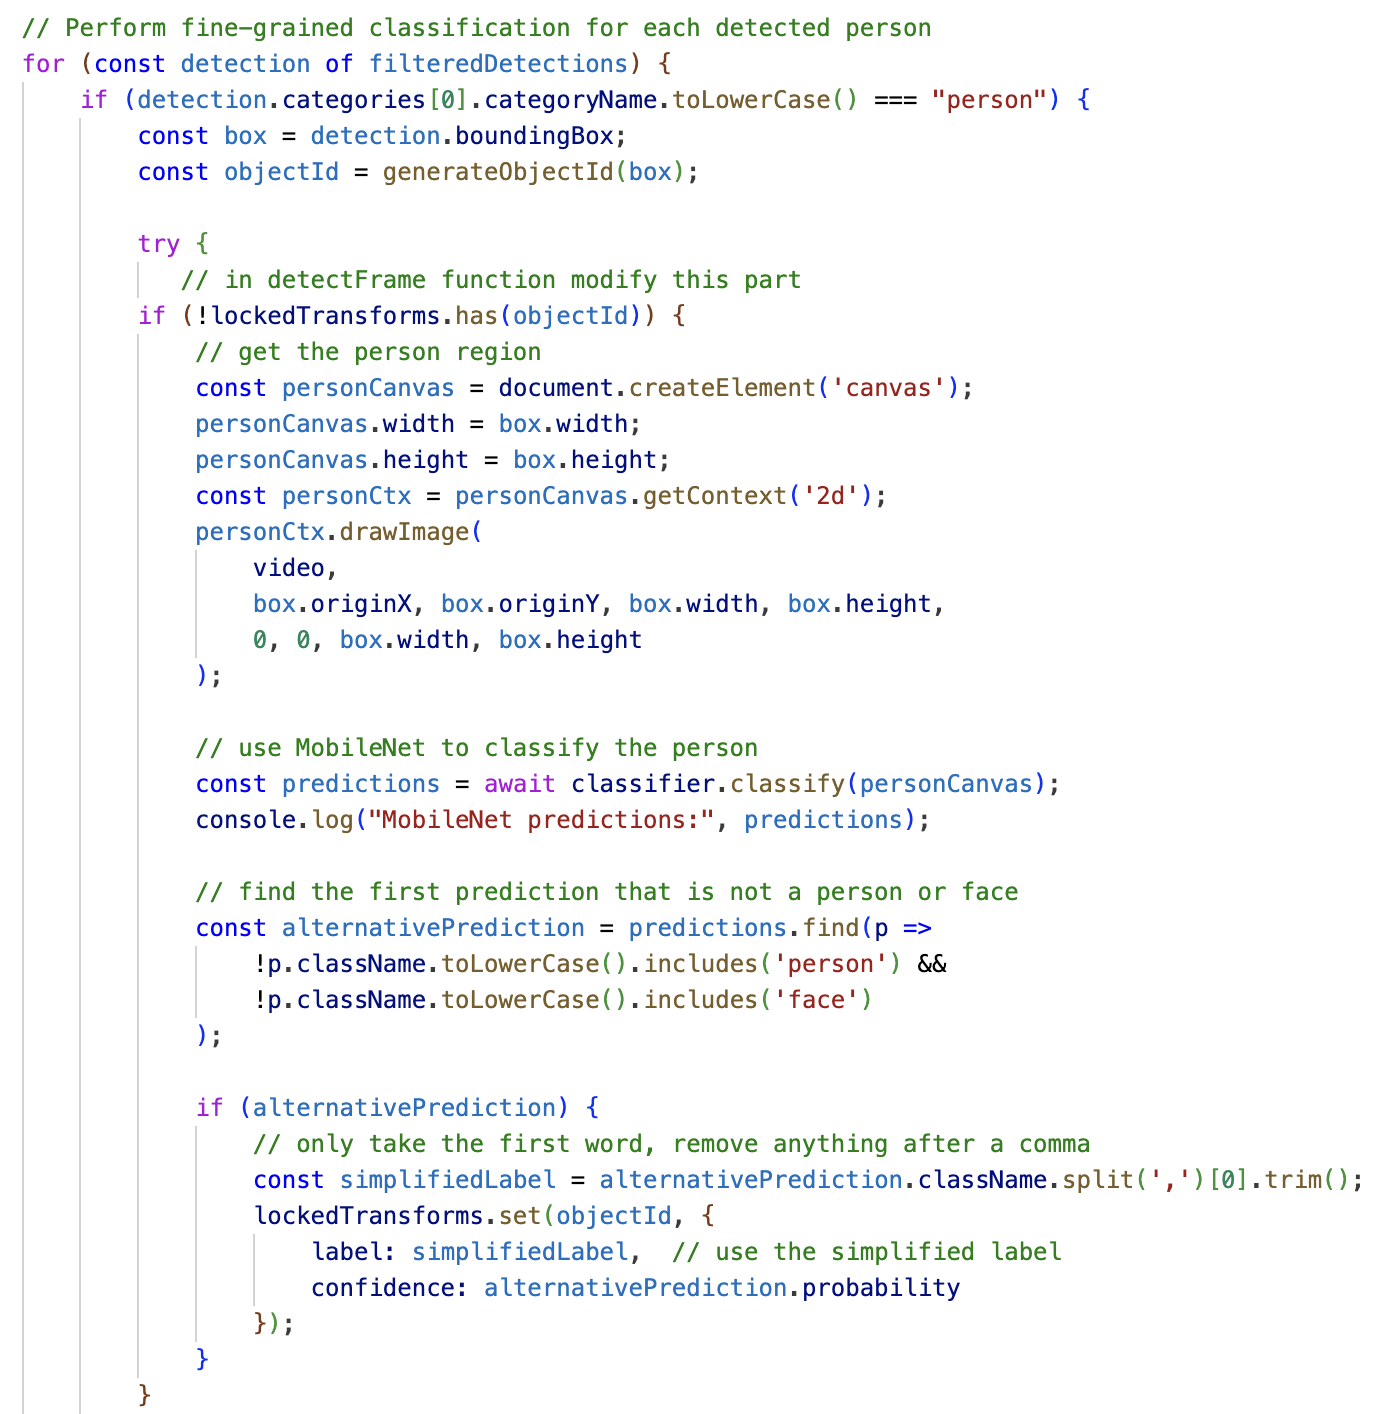 // Perform fine-grained classification for each detected person
for (const detection of filteredDetections) {
    if (detection.categories[0].categoryName.toLowerCase() === "person") {
        const box = detection.boundingBox;
        const objectId = generateObjectId(box);

        try {
           // in detectFrame function modify this part
        if (!lockedTransforms.has(objectId)) {
            // get the person region
            const personCanvas = document.createElement('canvas');
            personCanvas.width = box.width;
            personCanvas.height = box.height;
            const personCtx = personCanvas.getContext('2d');
            personCtx.drawImage(
                video,
                box.originX, box.originY, box.width, box.height,
                0, 0, box.width, box.height
            );

            // use MobileNet to classify the person
            const predictions = await classifier.classify(personCanvas);
            console.log("MobileNet predictions:", predictions);

            // find the first prediction that is not a person or face
            const alternativePrediction = predictions.find(p =>
                !p.className.toLowerCase().includes('person') &&
                !p.className.toLowerCase().includes('face')
            );

            if (alternativePrediction) {
                // only take the first word, remove anything after a comma
                const simplifiedLabel = alternativePrediction.className.split(',')[0].trim();
                lockedTransforms.set(objectId, {
                    label: simplifiedLabel,  // use the simplified label
                    confidence: alternativePrediction.probability
                });
            }
        }